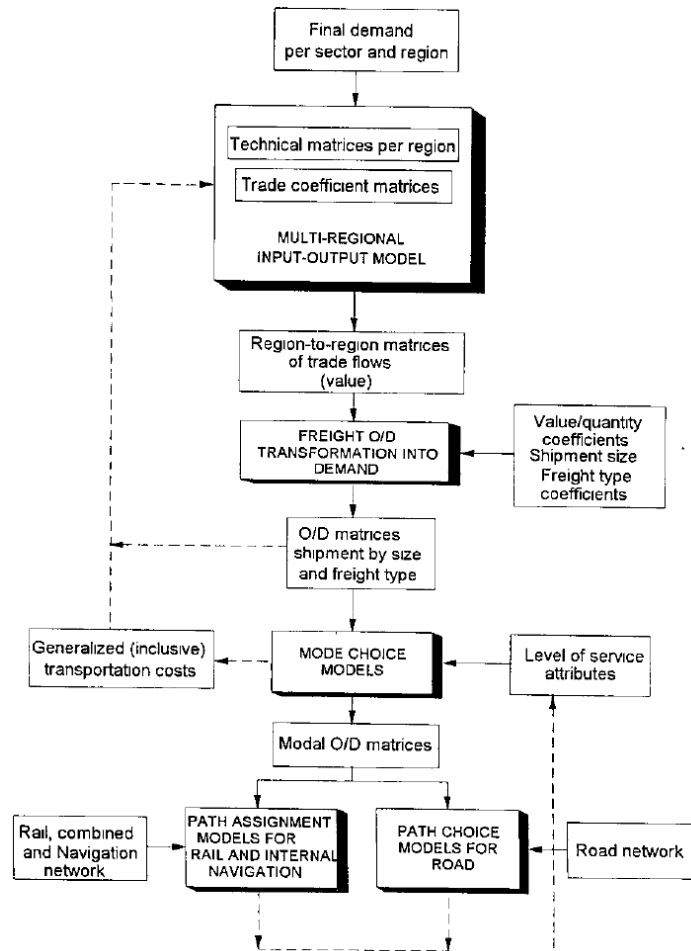 Final demand
per sector and region
Technical matrices per region
Trade coefficient matrices
MULTI-REGIONAL
INPUT-OUTPUT MODEL
Region-to-region matrices
of trade flows
(value)
FREIGHT O/D
TRANSFORMATION INTO
DEMAND
Value/quantity
coefficients
Shipment size
Freight type
coefficients
O/D matrices
shipment by size
and freight type
Generalized (inclusive)
transportation costs
MODE CHOICE
MODELS
Level of service
attributes
Modal O/D matrices
Rail, combined
and Navigation
network
PATH ASSIGNMENT
MODELS FOR
RAIL AND INTERNAL
NAVIGATION
PATH CHOICE
MODELS FOR
ROAD
Road network